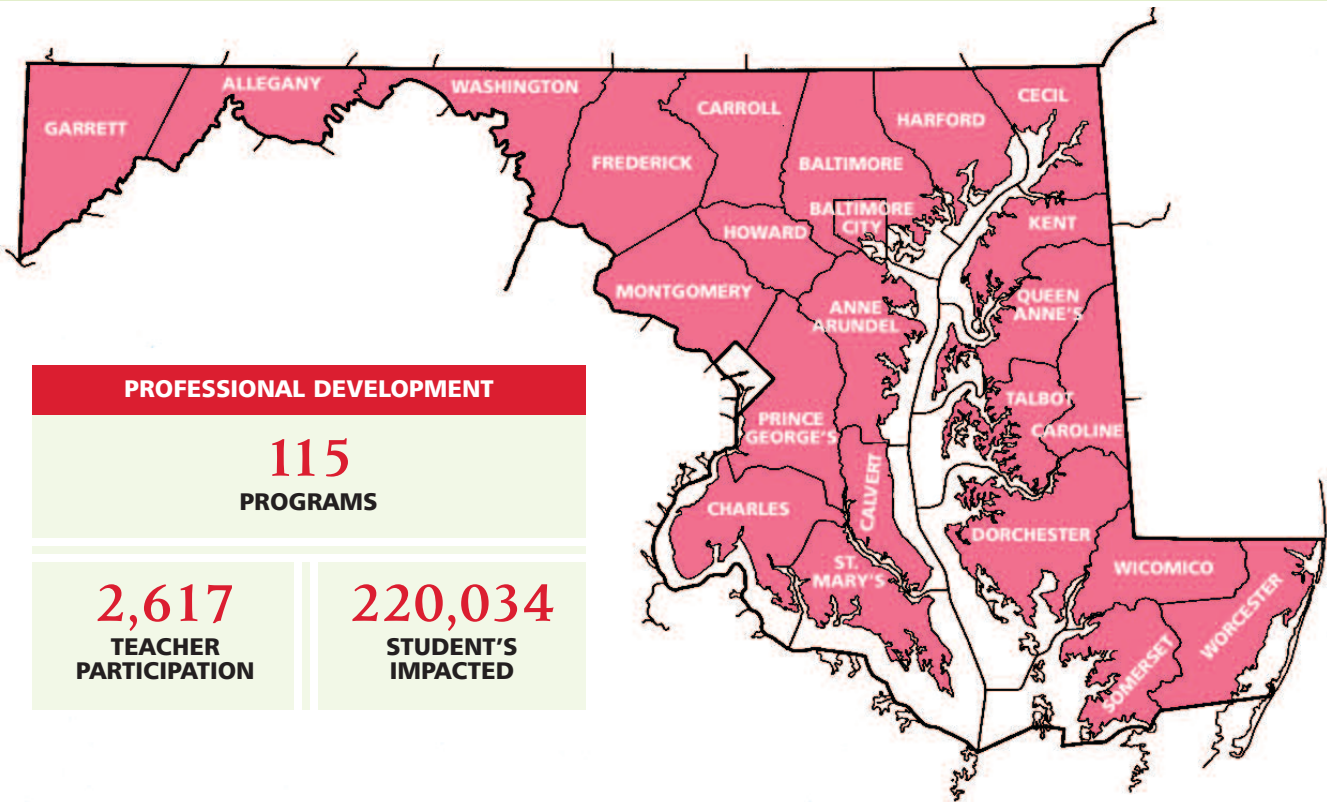 GARRETT
ALLEGANY
WASHINGTON
FREDERICK
CARROLL
BALTIMORE
HARFORD
CECIL
BALTIMORE
CITY
HOWARD
KENT
MONTGOMERY
ANNE
ARUNDEL
QUEEN
ANNE'S
TALBOT
CAROLINE
PRINCE
GEORGE'S
CALVERT
CHARLES
ST.
MARY'S
DORCHESTER
WICOMICO
WORCESTER
SOMERSET
PROFESSIONAL DEVELOPMENT
115
PROGRAMS
2,617
TEACHER
PARTICIPATION
220,034
STUDENT'S
IMPACTED